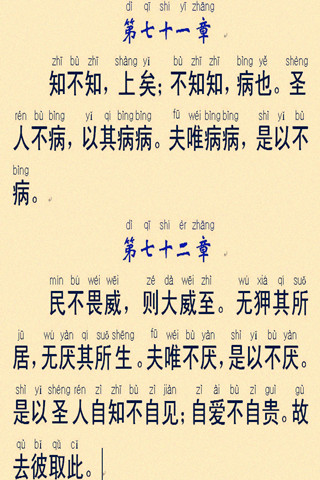 dì qī shí yī zhāng
第七十一章
zhī bù zhī shàng yǐ bù zhī zhī bìng yě shèng
知不知，上矣；不知知，病也。圣
rén bù bìng yǐ qí bìng bìng fū wéi bìng bìng shì yǐ bù
人不病，以其病病。夫唯病病，是以不
bìng
病。
dì qī shí èr zhāng
第七十二章
mín bù wèi wēi zé dà wēi zhì wú xiá qí suǒ
民不畏威，则大威至。无狎其所
jū wú yàn qí suǒ shēng fū wéi bù yàn shì yǐ bù yàn
居，无厌其所生。夫唯不厌，是以不厌。
shì yǐ shéng rén zì zhī bù zì jiàn zì ài bù zì guì gù
是以圣人自知不自见；自爱不自贵。故
qù bǐ qǔ cǐ
去彼取此。